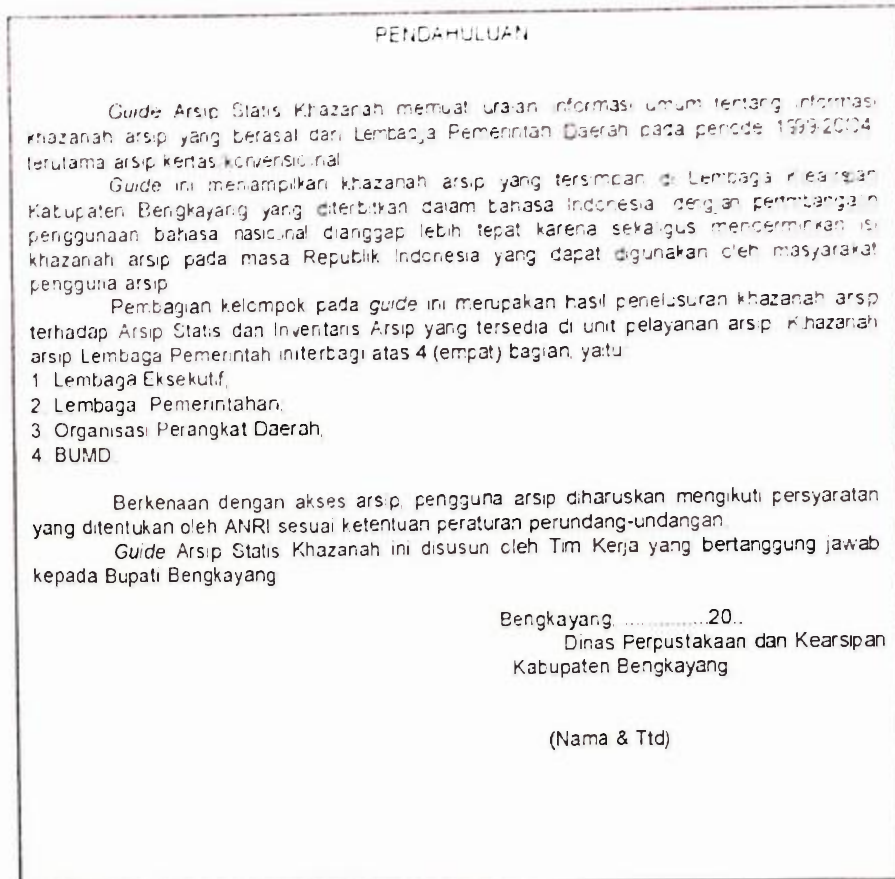 PENDAHULUAN
Guide Arsip Statis Khazanah memuat uraian informasi umum tentang informasi
khazanah arsip yang berasal dari Lembaga Pemerintah Daerah pada periode 1999-2004
terutama arsip kertas konvensional
Guide ini menampilkan khazanah arsip yang tersimpan di Lembaga Kearsipan
Kabupaten Bengkayang yang diterbitkan dalam bahasa Indonesia dengan pertimbangan
penggunaan bahasa nasional dianggap lebih tepat karena sekaligus mencerminkan isi
khazanah arsip pada masa Republik Indonesia yang dapat digunakan oleh masyarakat
pengguna arsip
Pembagian kelompok pada guide ini merupakan hasil penelusuran khazanah arsip
terhadap Arsip Statis dan Inventaris Arsip yang tersedia di unit pelayanan arsip. Khazanah
arsip Lembaga Pemerintah initerbagi atas 4 (empat) bagian, yaitu
1 Lembaga Eksekutif,
2 Lembaga Pemerintahan,
3 Organisasi Perangkat Daerah,
4 BUMD
Berkenaan dengan akses arsip, pengguna arsip diharuskan mengikuti persyaratan
yang ditentukan oleh ANRI sesuai ketentuan peraturan perundang-undangan
Guide Arsip Statis Khazanah ini disusun oleh Tim Kerja yang bertanggung jawab
kepada Bupati Bengkayang
Bengkayang, ...............20..
Dinas Perpustakaan dan Kearsipan
Kabupaten Bengkayang
(Nama & Ttd)